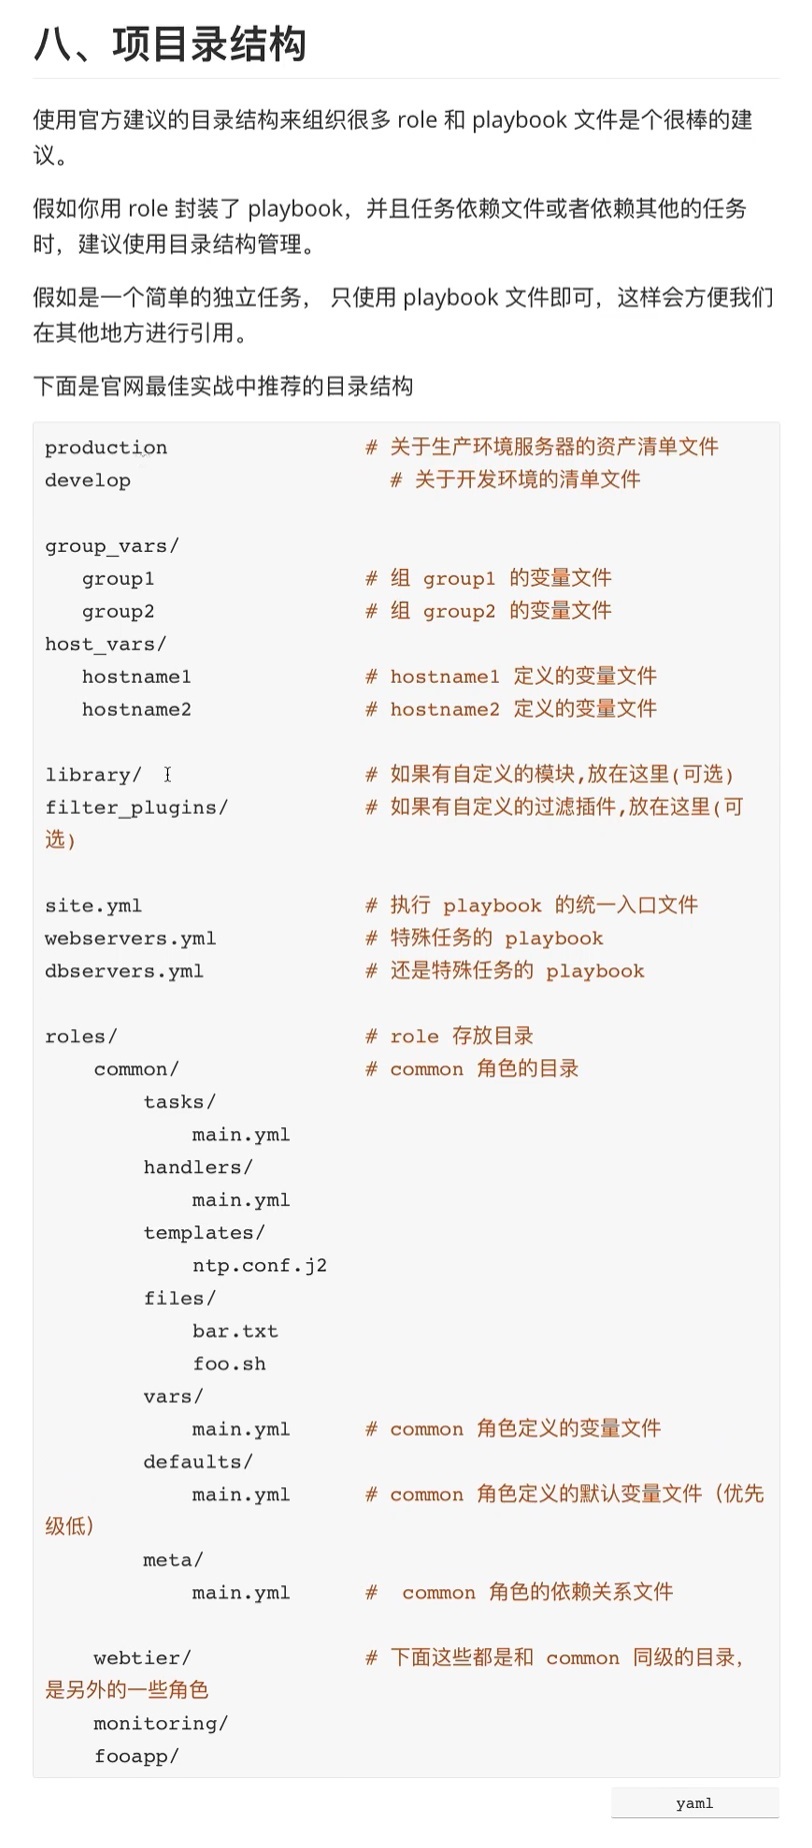 八、项目录结构
使用官方建议的目录结构来组织很多 role 和 playbook 文件是个很棒的建
议。
假如你用 role 封装了 playbook，并且任务依赖文件或者依赖其他的任务
时，建议使用目录结构管理。
假如是一个简单的独立任务， 只使用 playbook 文件即可，这样会方便我们
在其他地方进行引用。
下面是官网最佳实战中推荐的目录结构
production # 关于生产环境服务器的资产清单文件
develop # 关于开发环境的清单文件
group_vars/
group1 # 组 group1 的变量文件
group2 # 组 group2 的变量文件
host_vars/
hostname1 # hostname1 定义的变量文件
hostname2 # hostname2 定义的变量文件
library/ # 如果有自定义的模块,放在这里(可选)
filter_plugins/ # 如果有自定义的过滤插件,放在这里(可
选)
site.yml # 执行 playbook 的统一入口文件
webservers.yml # 特殊任务的 playbook
dbservers.yml # 还是特殊任务的 playbook
roles/ # role 存放目录
common/ # common 角色的目录
tasks/
main.yml
handlers/
main.yml
templates/
ntp.conf.j2
files/
bar.txt
foo.sh
vars/
main.yml # common 角色定义的变量文件
defaults/
main.yml # common 角色定义的默认变量文件（优先
级低）
meta/
main.yml # common 角色的依赖关系文件
webtier/ # 下面这些都是和 common 同级的目录，
是另外的一些角色
monitoring/
fooapp/
yaml